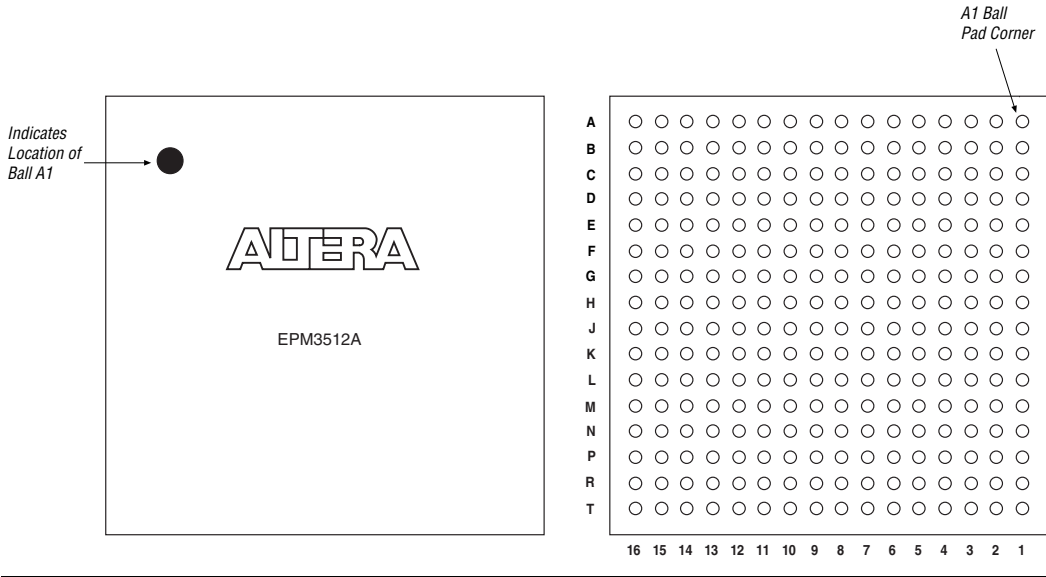 A1 Ball
Pad Corner
Indicates
Location of
Ball A1
ALTERA
EPM3512A
A
B
C
D
E
F
G
H
J
K
L
M
N
P
R
T
16 15 14 13 12 11 10 9 8 7 6 5 4 3 2 1